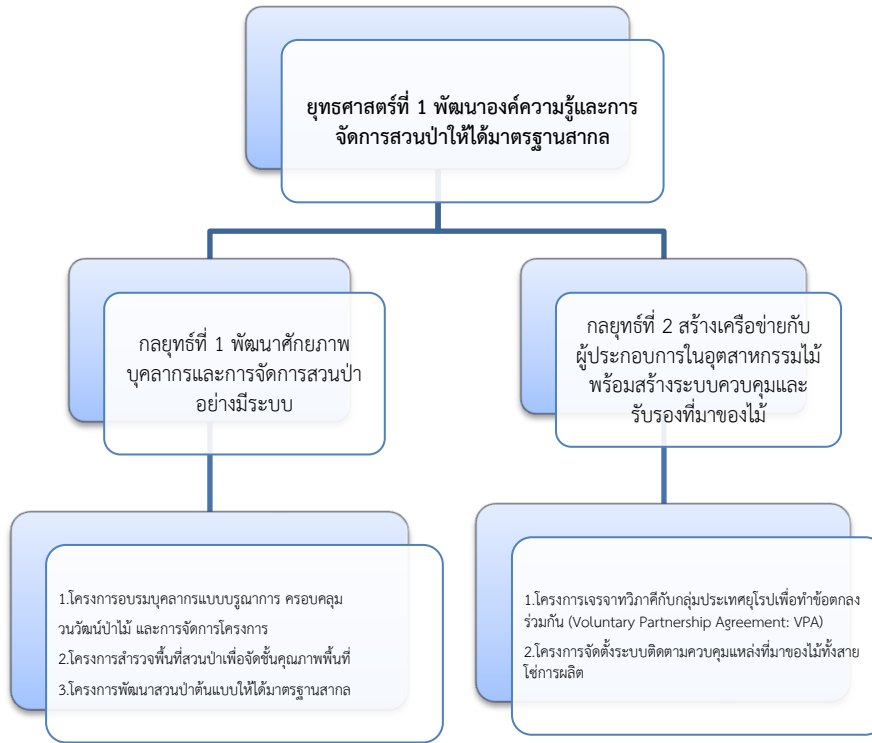 ยุทธศาสตร์ที่ 1 พัฒนาองค์ความรู้และการ
จัดการสวนป่าให้ได้มาตรฐานสากล
กลยุทธ์ที่ 1 พัฒนาศักยภาพ
บุคลากรและการจัดการสวนป่า
อย่างมีระบบ
กลยุทธ์ที่ 2 สร้างเครือข่ายกับ
ผู้ประกอบการในอุตสาหกรรมไม้
พร้อมสร้างระบบควบคุมและ
รับรองที่มาของไม้
1.โครงการอบรมบุคลากรแบบบรูณาการ ครอบคลุม
วนวัฒน์ป่าไม้ และการจัดการโครงการ
2.โครงการสำรวจพื้นที่สวนป่าเพื่อจัดชั้นคุณภาพพื้นที่
3.โครงการพัฒนาสวนป่าต้นแบบให้ได้มาตรฐานสากล
1.โครงการเจรจาทวิภาคีกับกลุ่มประเทศยุโรปเพื่อทำข้อตกลง
ร่วมกัน (Voluntary Partnership Agreement: VPA)
2.โครงการจัดตั้งระบบติดตามควบคุมแหล่งที่มาของไม้ทั้งสาย
โซ่การผลิต